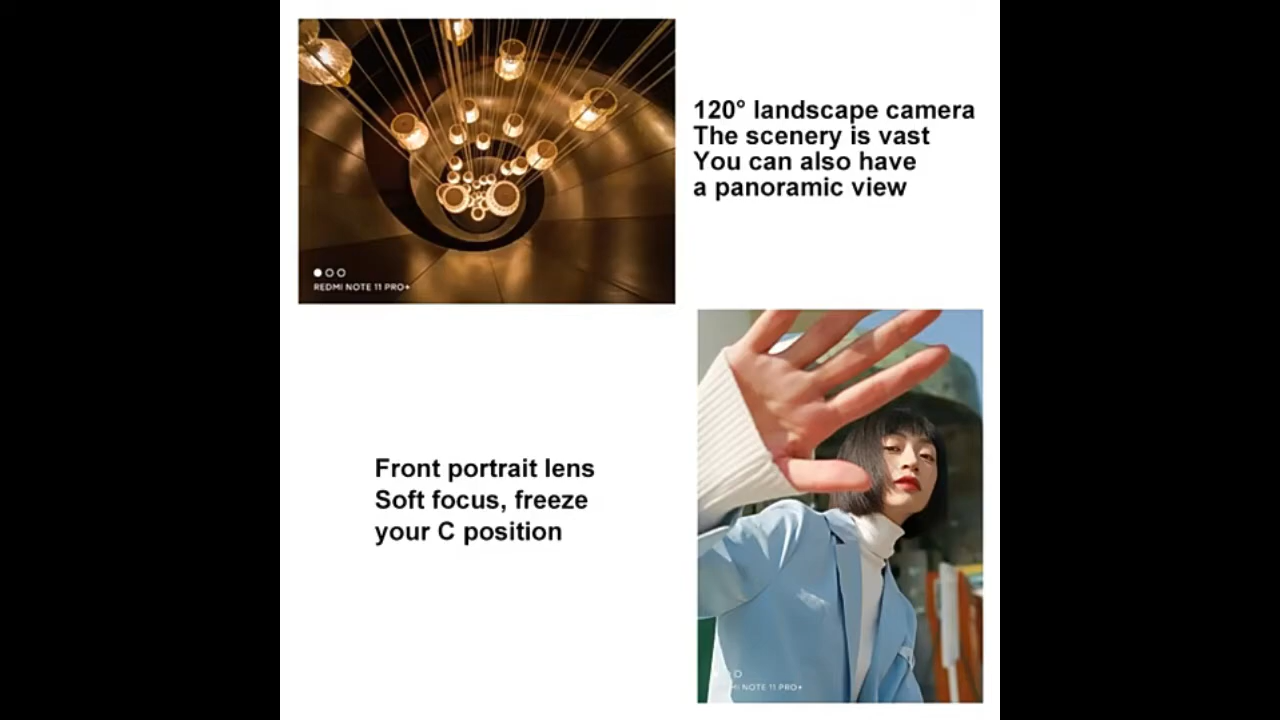 120° landscape camera
The scenery is vast
You can also have
a panoramic view
REDMI NOTE 11 PRO+
Front portrait lens
Soft focus, freeze
your C position
NOTE 11 PRO+